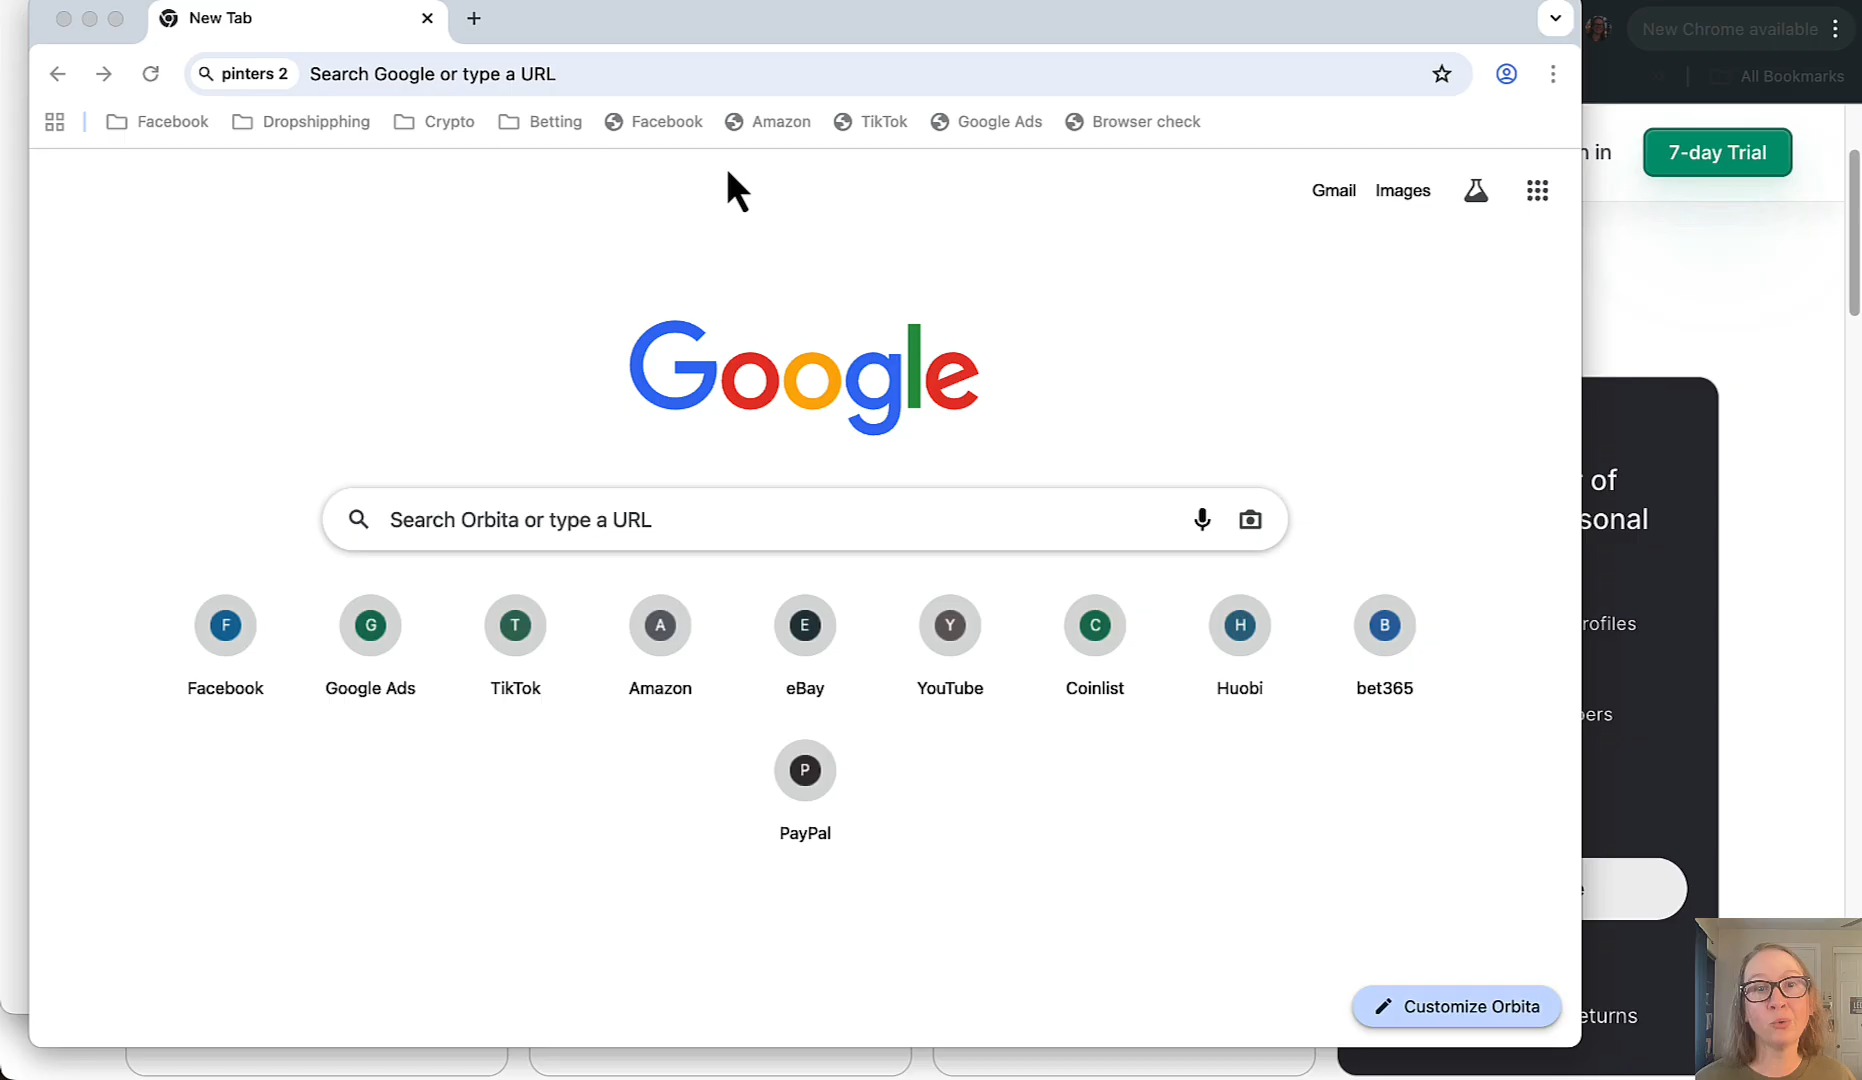 New Tab
New Chrome available
pinters 2 Search Google or type a URL
All Bookmarks
Facebook Dropshipphing Crypto Betting Facebook Amazon TikTok Google Ads Browser check
in
7-day Trial
Gmail Images
Google
of
sonal
Search Orbita or type a URL
F G T A E Y C H B
rofiles
Facebook Google Ads TikTok Amazon eBay YouTube Coinlist Huobi bet365
pers
P
PayPal
Customize Orbita
eturns